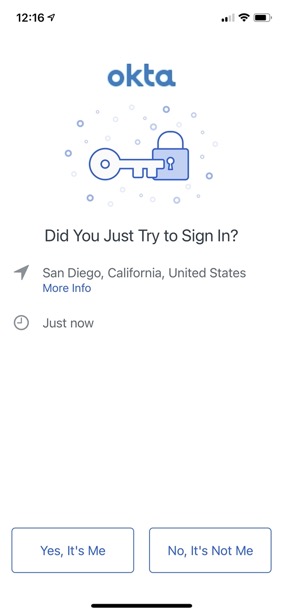 12:16
okta
Did You Just Try to Sign In?
San Diego, California, United States
More Info
Just now
Yes, It's Me
No, It's Not Me